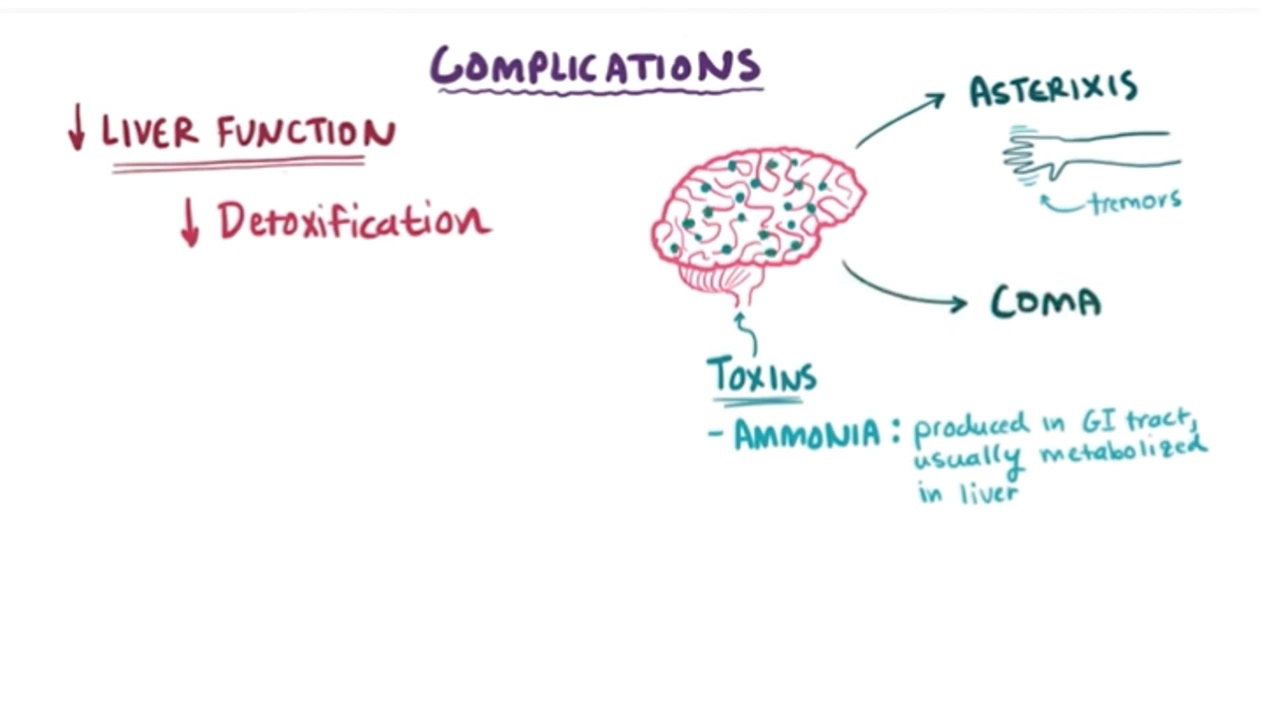 COMPLICATIONS
↓ LIVER FUNCTION
↓ Detoxification
ASTERIXIS
tremors
COMA
TOXINS
- AMMONIA: produced in GI tract,
usually metabolized
in liver